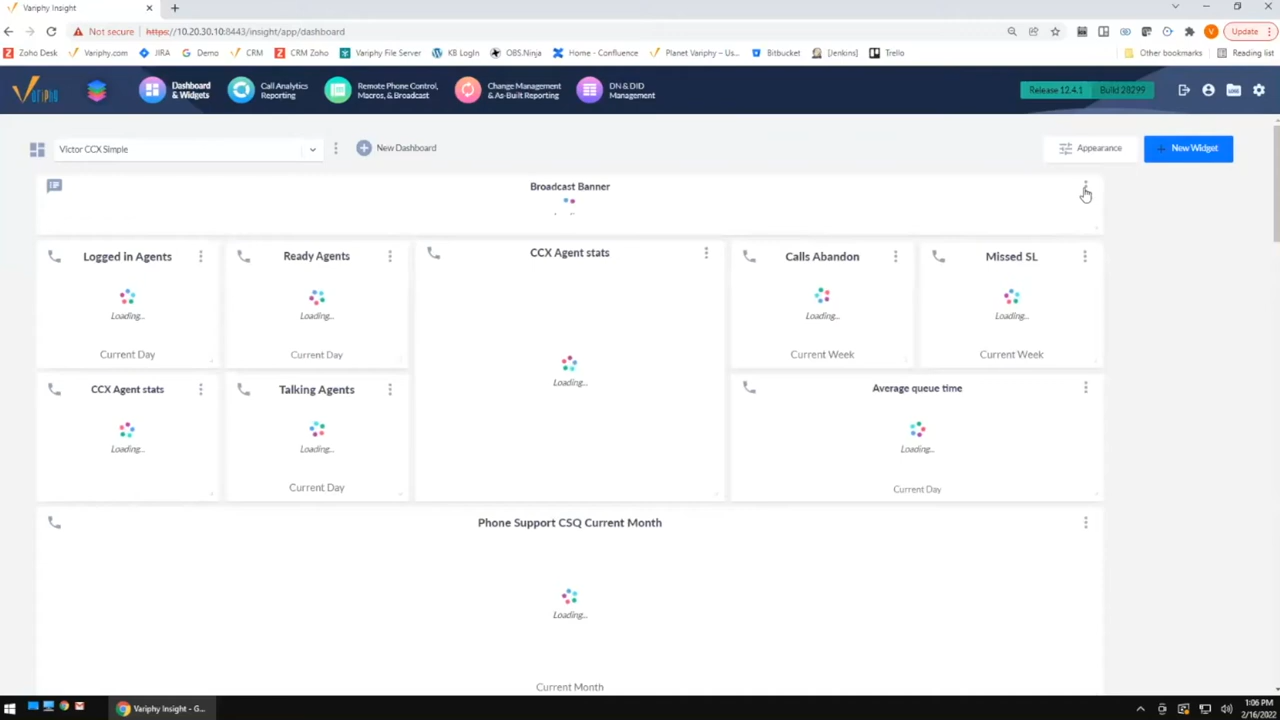 Variphy Insight
Not secure
https://10.20.30.10:8443/insight/app/dashboard
Update
Zoho Desk
Variphy.com
JIRA
Demo
CRM
CRM Zoho
Variphy File Server
KB Login
OBS.Ninja
Home - Confluence
Planet Variphy – Us...
Bitbucket
[Jenkins]
Trello
Other bookmarks
Reading list
Variphy
Dashboard
& Widgets
Call Analytics
Reporting
Remote Phone Control,
Macros, & Broadcast
Change Management
& As-Built Reporting
DN & DID
Management
Release 12.4.1
Build 28299
Victor CCX Simple
New Dashboard
Appearance
New Widget
Broadcast Banner
Logged in Agents
Loading...
Current Day
Ready Agents
Loading...
Current Day
CCX Agent stats
Loading...
Calls Abandon
Loading...
Current Week
Missed SL
Loading...
Current Week
CCX Agent stats
Loading...
Talking Agents
Loading...
Current Day
Average queue time
Loading...
Current Day
Phone Support CSQ Current Month
Loading...
Current Month
Variphy Insight - G...
1:06 PM
2/16/2022